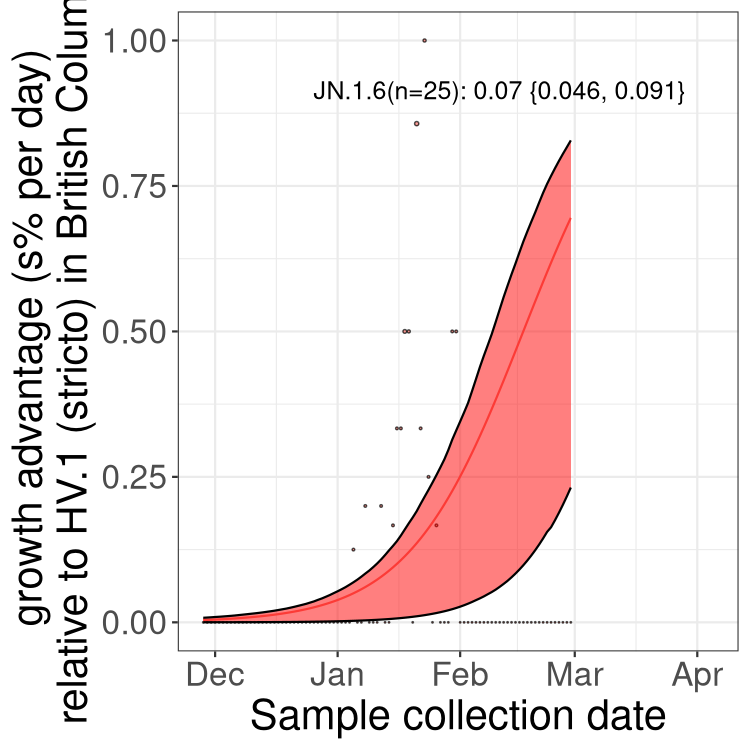 growth advantage (s% per day)
relative to HV.1 (stricto) in British Colum
1.00
0.75
0.50
0.25
0.00
JN.1.6(n=25): 0.07 {0.046, 0.091}
Dec Jan Feb Mar Apr
Sample collection date